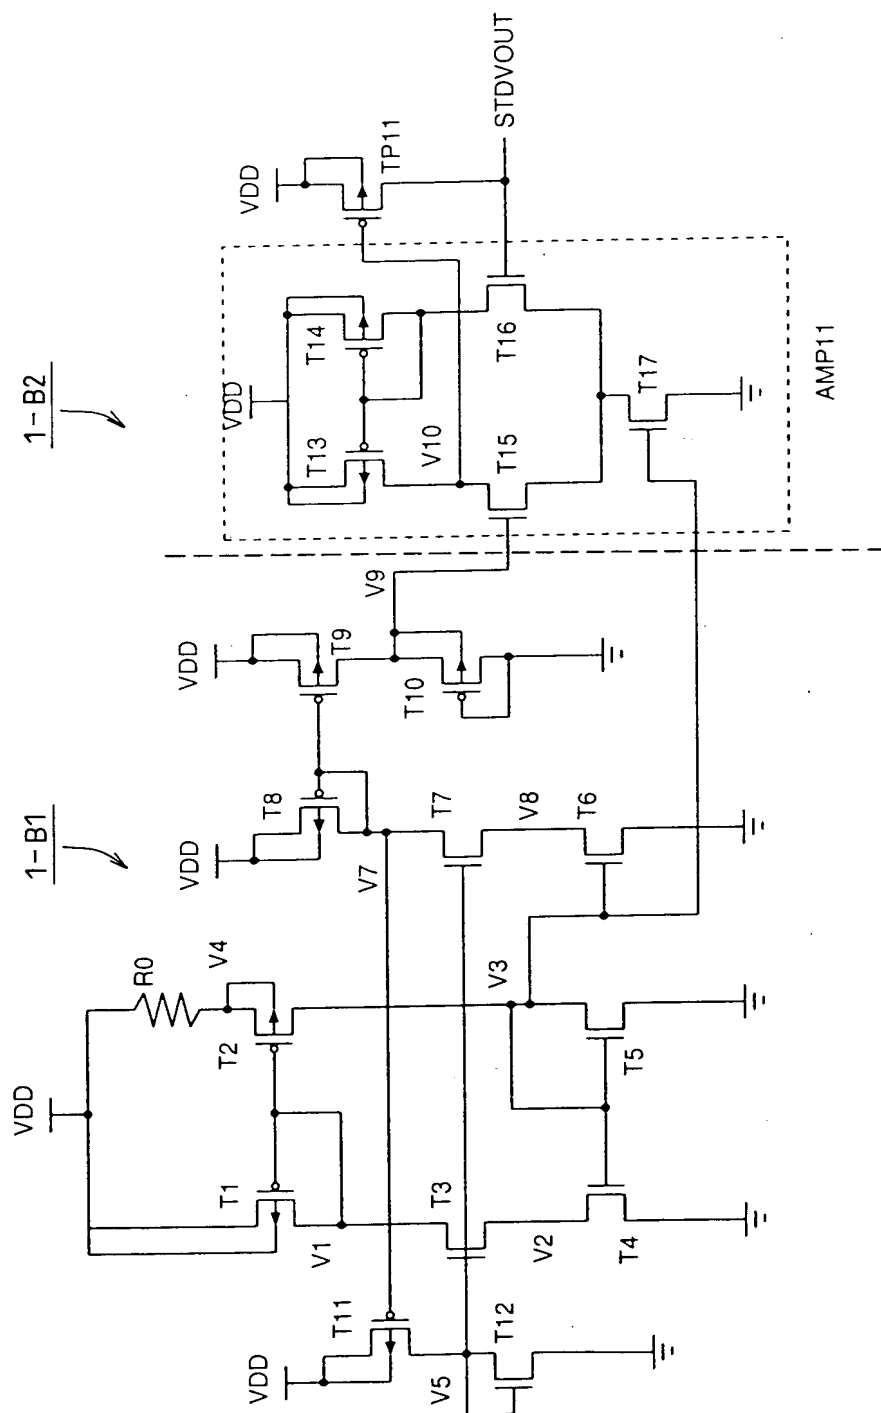 1-B1
1-B2
VDD
VDD
VDD
VDD
VDD
VDD
R0
V4
T11
T1
T2
T8
T9
T13
T14
TP11
V1
V7
V10
V5
T3
T7
T10
V9
T15
T16
STDVOUT
V3
V2
V8
T12
T4
T5
T6
T17
AMP11